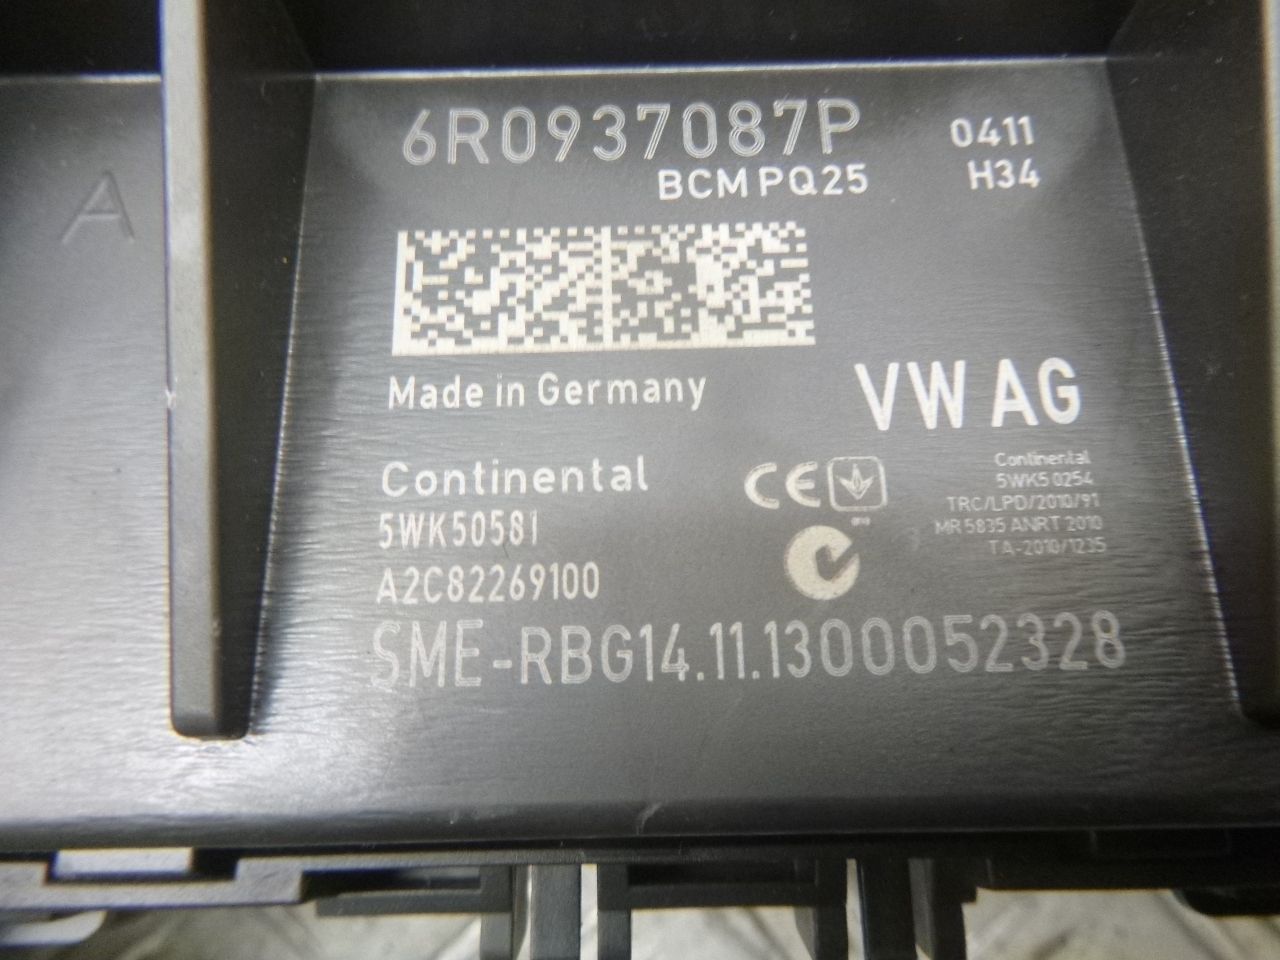 6R0937087P
0411
BCM PQ25
H34
A
Made in Germany
VW AG
Continental
5WK50581
A2C82269100
CE
Continental
5WK5 0254
TRC/LPD/2010/91
MR 5835 ANRT 2010
TA-2010/1235
SME-RBG14.11.1300052328